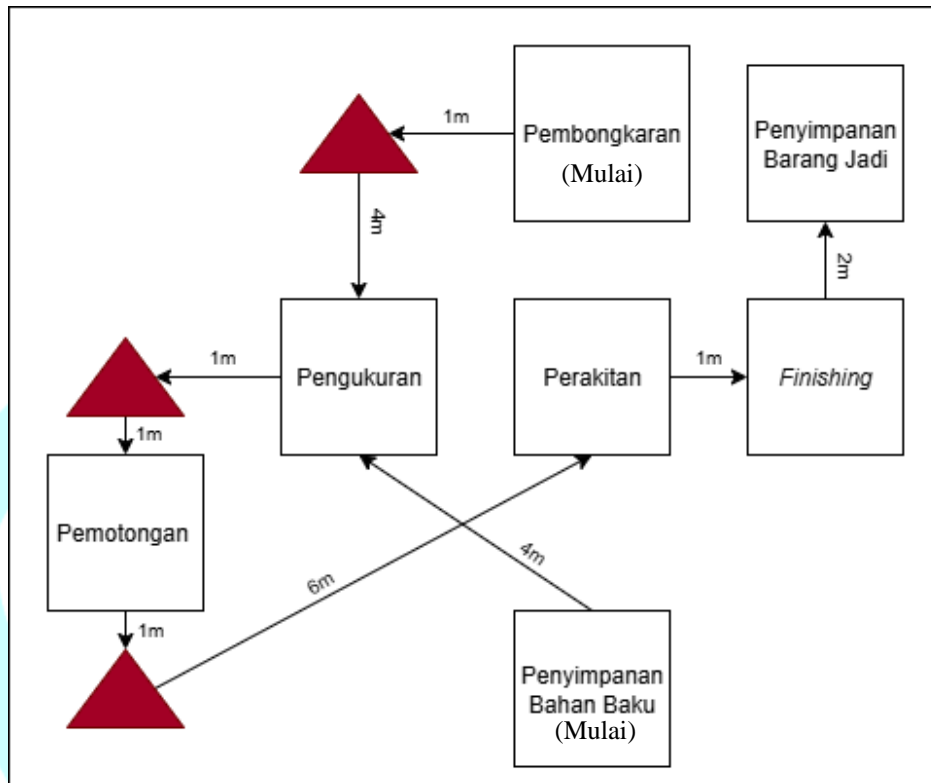 1m
Pembongkaran
(Mulai)
Penyimpanan
Barang Jadi
4m
2m
1m
Pengukuran
Perakitan
1m
Finishing
1m
Pemotongan
1m
6m
4m
Penyimpanan
Bahan Baku
(Mulai)